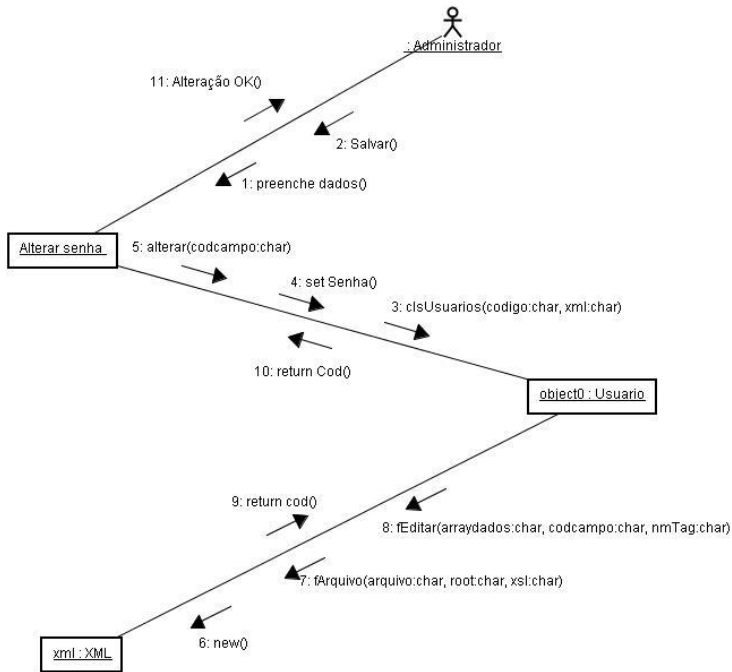 : Administrador
11: Alteração OK()
2: Salvar()
1: preenche dados()
Alterar senha
5: alterar(codcampo:char)
4: set Senha()
3: clsUsuarios(codigo:char, xml:char)
10: return Cod()
object0 : Usuario
9: return cod()
8: fEditar(arraydados:char, codcampo:char, nmTag:char)
7: fArquivo(arquivo:char, root:char, xsl:char)
6: new()
xml : XML